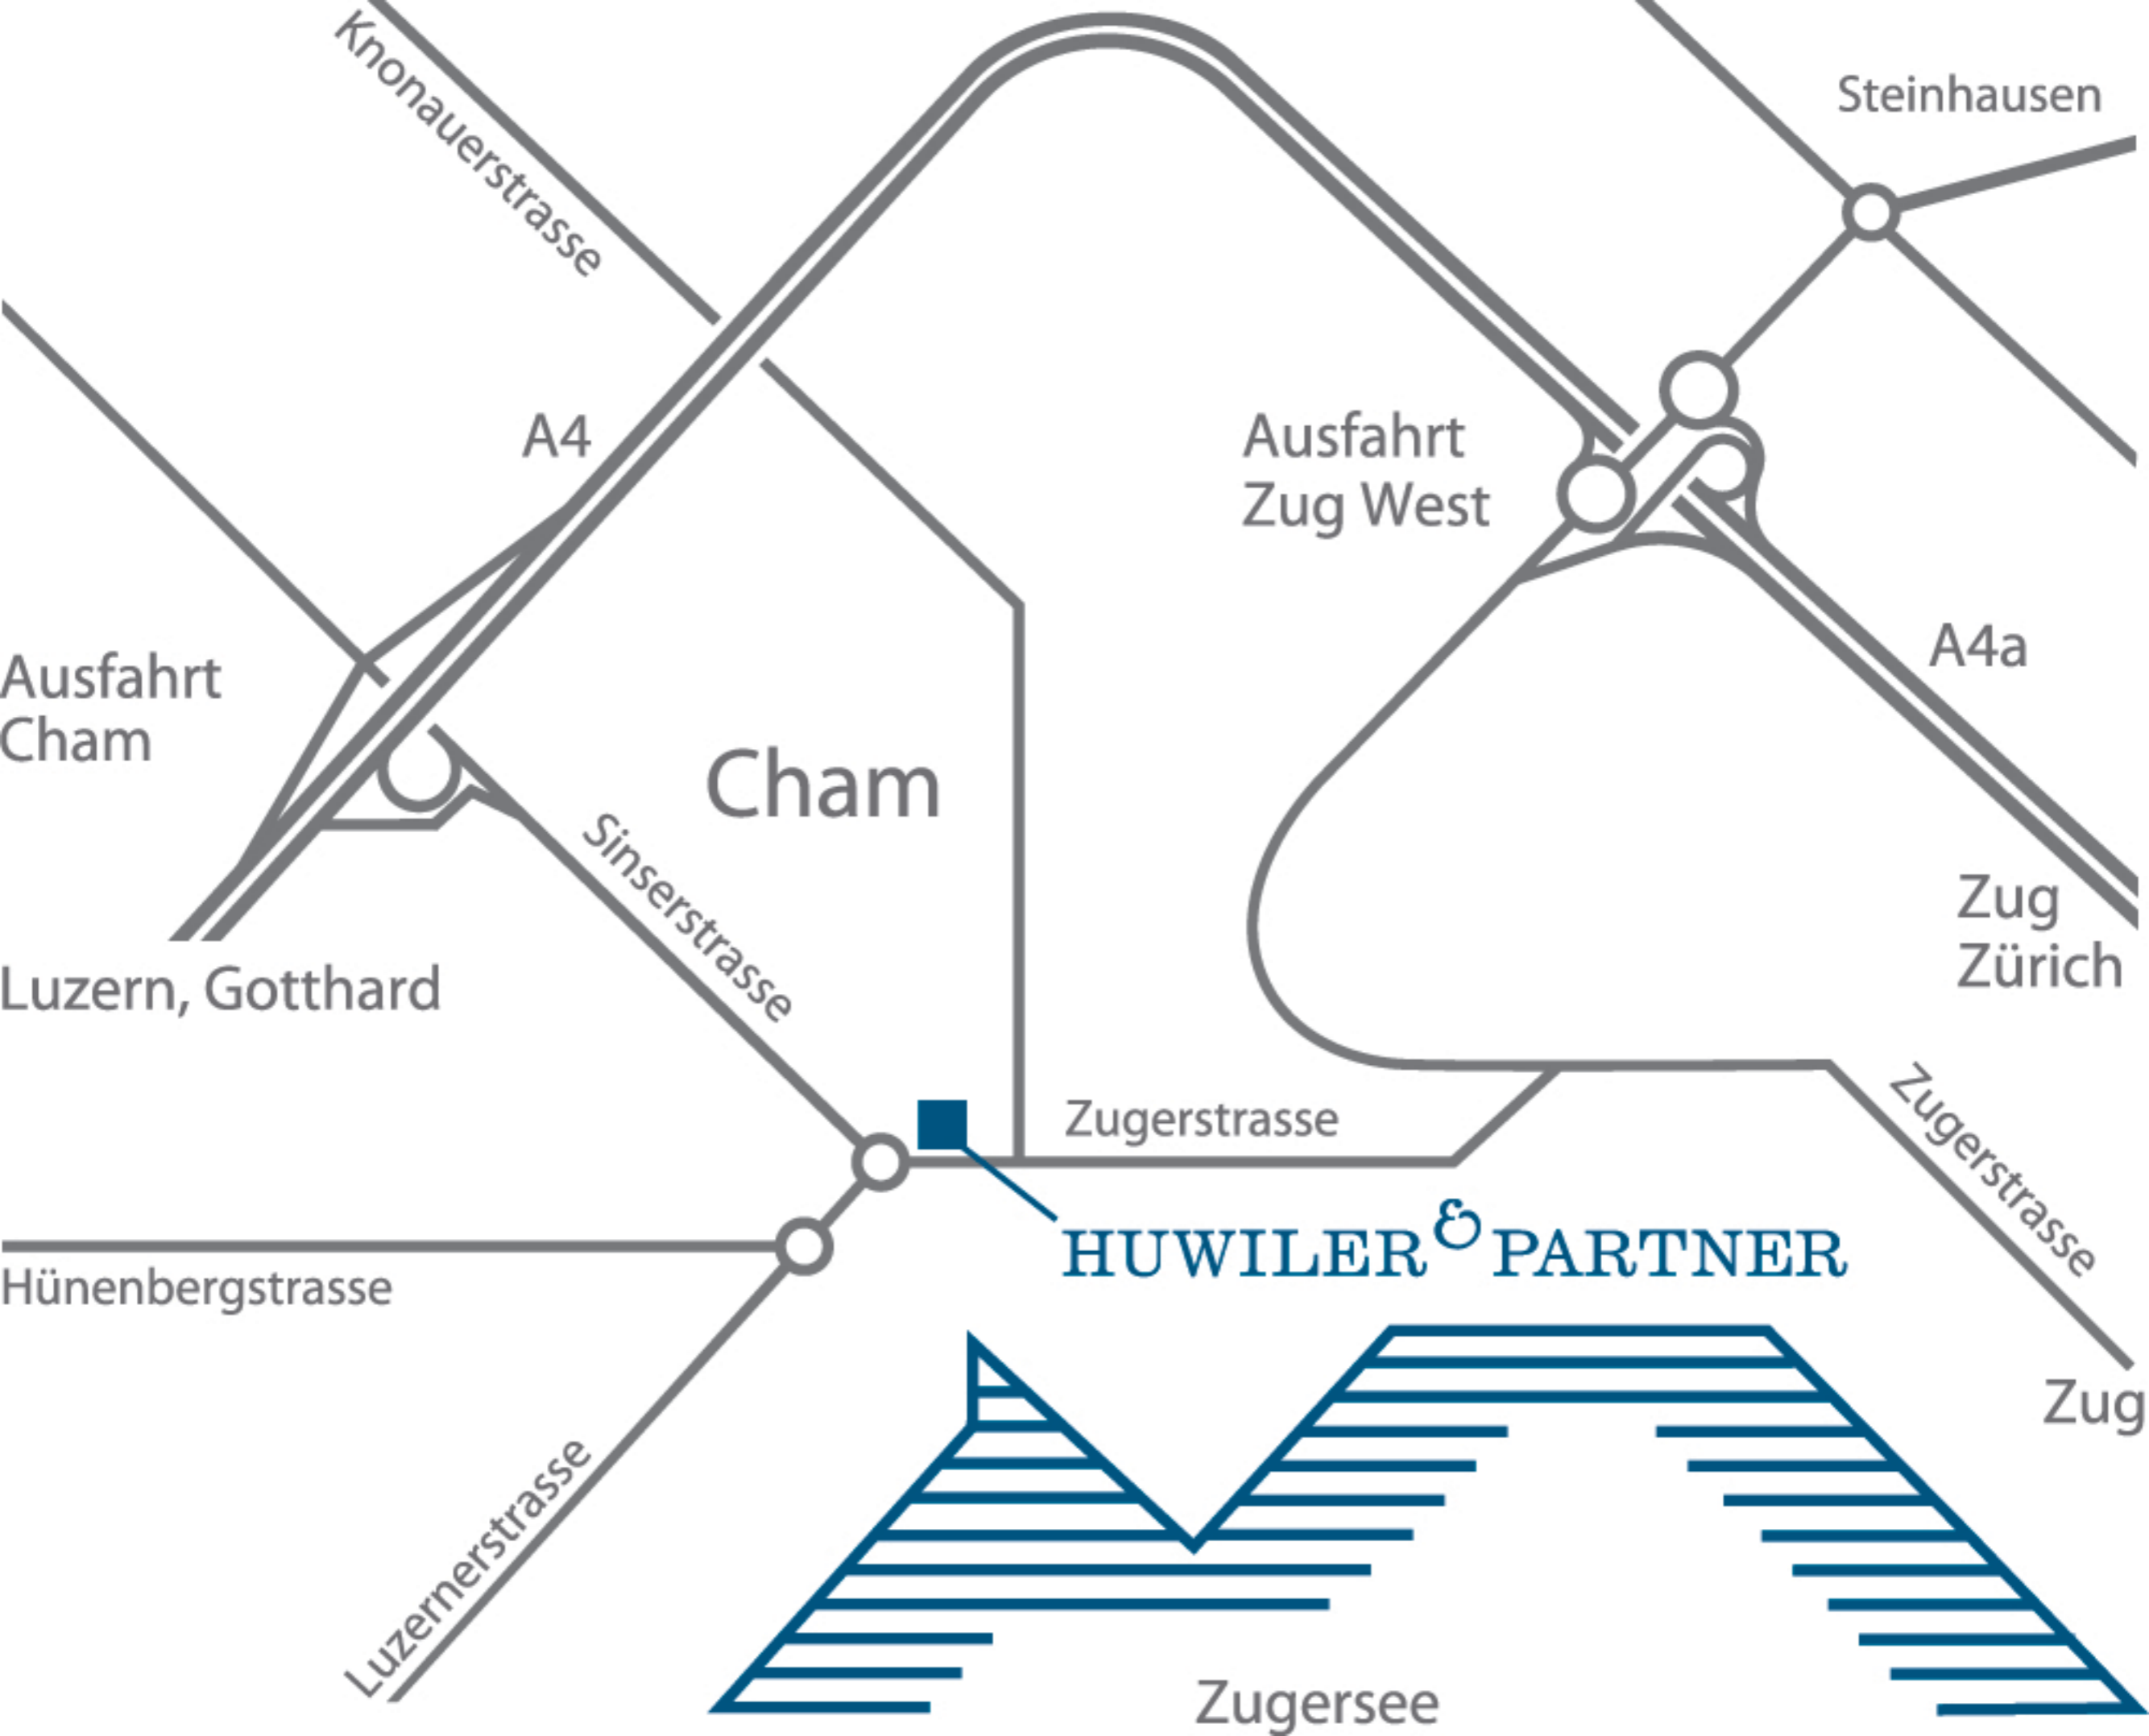 Knonauerstrasse
Steinhausen
A4
Ausfahrt
Zug West
Ausfahrt
Cham
A4a
Cham
Sinserstrasse
Zug
Zürich
Luzern, Gotthard
Zugerstrasse
Zugerstrasse
HUWILER & PARTNER
Hünenbergstrasse
Zug
Luzernerstrasse
Zugersee